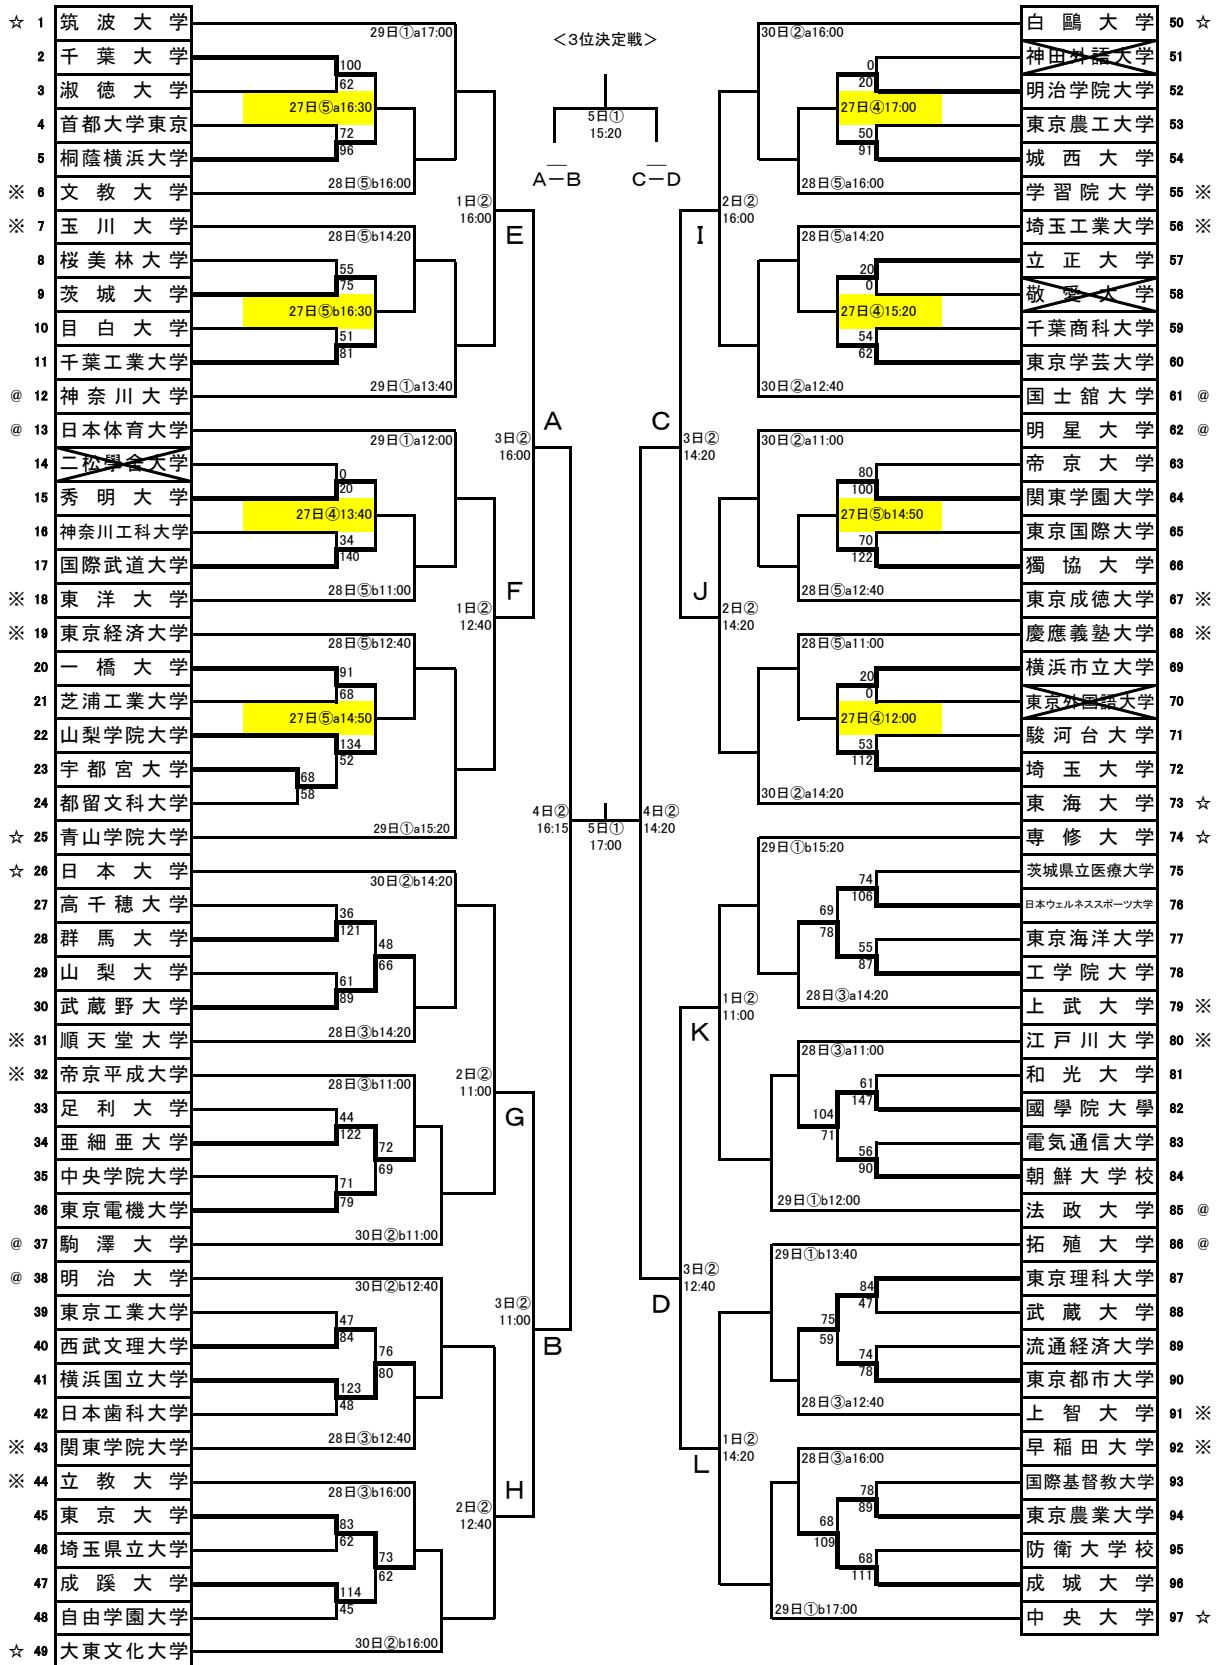 ☆ 1 筑波大学
2 千葉大学
3 淑徳大学
4 首都大学東京
5 桐蔭横浜大学
※ 6 文教大学
※ 7 玉川大学
8 桜美林大学
9 茨城大学
10 目白大学
11 千葉工業大学
@ 12 神奈川大学
@ 13 日本体育大学
14 二松學舎大学
15 秀明大学
16 神奈川工科大学
17 国際武道大学
※ 18 東洋大学
※ 19 東京経済大学
20 一橋大学
21 芝浦工業大学
22 山梨学院大学
23 宇都宮大学
24 都留文科大学
☆ 25 青山学院大学
☆ 26 日本大学
27 高千穂大学
28 群馬大学
29 山梨大学
30 武蔵野大学
※ 31 順天堂大学
※ 32 帝京平成大学
33 足利大学
34 亜細亜大学
35 中央学院大学
36 東京電機大学
@ 37 駒澤大学
@ 38 明治大学
39 東京工業大学
40 西武文理大学
41 横浜国立大学
42 日本歯科大学
※ 43 関東学院大学
※ 44 立教大学
45 東京大学
46 埼玉県立大学
47 成蹊大学
48 自由学園大学
☆ 49 大東文化大学
29日①a17:00
100
62
27日⑤a16:30
72
96
28日⑤b16:00
1日②
16:00
E
28日⑤b14:20
55
75
27日⑤b16:30
51
81
29日①a13:40
A
3日②
16:00
29日①a12:00
0
20
27日④13:40
34
140
28日⑤b11:00
F
1日②
12:40
28日⑤b12:40
91
68
27日⑤a14:50
134
52
68
58
29日①a15:20
4日②
16:15
30日②b14:20
36
121
48
66
61
89
28日③b14:20
2日②
11:00
G
28日③b11:00
44
122
72
69
71
79
30日②b11:00
30日②b12:40
3日②
11:00
B
47
84
76
80
123
48
28日③b12:40
H
28日③b16:00
2日②
12:40
83
62
73
62
114
45
30日②b16:00
＜3位決定戦＞
5日①
15:20
A－B C－D
5日①
17:00
30日②a16:00
0
20
27日④17:00
50
91
28日⑤a16:00
2日②
16:00
I
28日⑤a14:20
20
0
27日④15:20
54
62
30日②a12:40
C
3日②
14:20
30日②a11:00
80
100
27日⑤b14:50
70
122
28日⑤a12:40
J
2日②
14:20
28日⑤a11:00
20
0
27日④12:00
53
112
30日②a14:20
4日②
14:20
29日①b15:20
74
106
69
78
55
87
28日③a14:20
1日②
11:00
K
28日③a11:00
61
147
104
71
56
90
29日①b12:00
29日①b13:40
3日②
12:40
D
84
47
75
59
74
78
28日③a12:40
1日②
14:20
L
28日③a16:00
78
89
68
109
68
111
29日①b17:00
白鷗大学 50 ☆
神田外語大学 51
明治学院大学 52
東京農工大学 53
城西大学 54
学習院大学 55 ※
埼玉工業大学 56 ※
立正大学 57
敬愛大学 58
千葉商科大学 59
東京学芸大学 60
国士舘大学 61 @
明星大学 62 @
帝京大学 63
関東学園大学 64
東京国際大学 65
獨協大学 66
東京成徳大学 67 ※
慶應義塾大学 68 ※
横浜市立大学 69
東京外国語大学 70
駿河台大学 71
埼玉大学 72
東海大学 73 ☆
専修大学 74 ☆
茨城県立医療大学 75
日本ウェルネススポーツ大学 76
東京海洋大学 77
工学院大学 78
上武大学 79 ※
江戸川大学 80 ※
和光大学 81
國學院大學 82
電気通信大学 83
朝鮮大学校 84
法政大学 85 @
拓殖大学 86 @
東京理科大学 87
武蔵大学 88
流通経済大学 89
東京都市大学 90
上智大学 91 ※
早稲田大学 92 ※
国際基督教大学 93
東京農業大学 94
防衛大学校 95
成城大学 96
中央大学 97 ☆